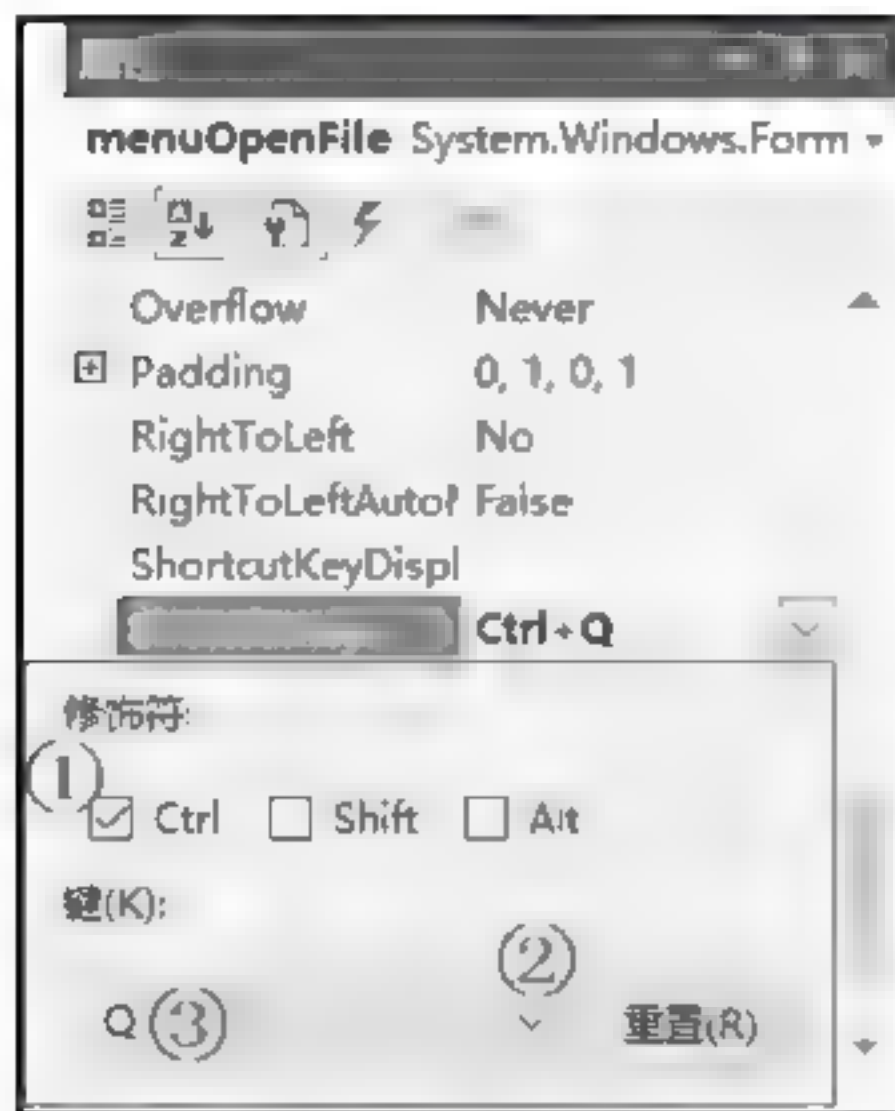 menuOpenFile System.Windows.Form
Overflow Never
Padding 0, 1, 0, 1
RightToLeft No
RightToLeftAuto False
ShortcutKeyDispl
Ctrl+Q
修饰符:
(1)
Ctrl Shift Alt
键(K):
(2)
Q (3) 重置(R)